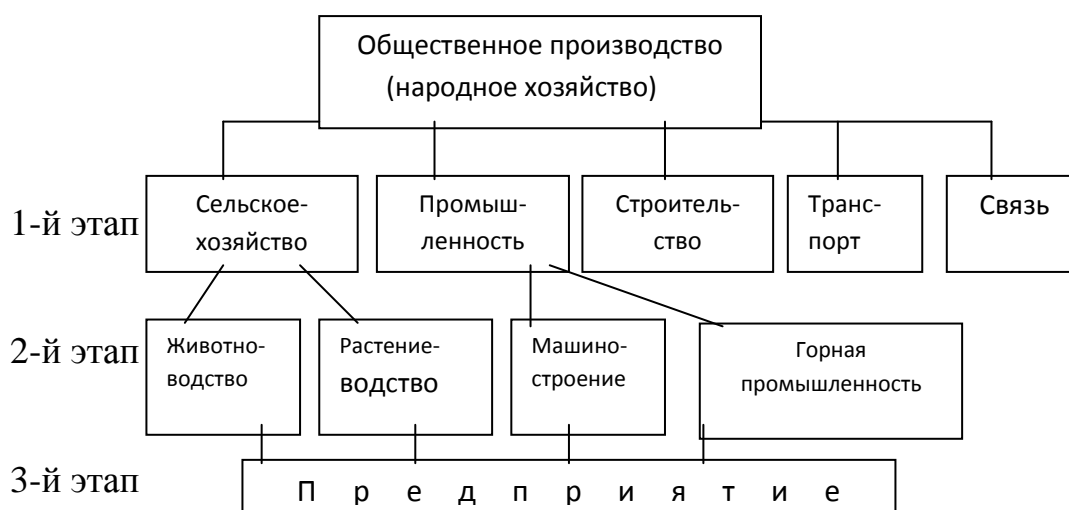 Общественное производство
(народное хозяйство)
1-й этап
Сельское-
хозяйство
Промыш-
ленность
Строитель-
ство
Транс-
порт
Связь
2-й этап
Животно-
водство
Растение-
водство
Машино-
строение
Горная
промышленность
3-й этап
П р е д п р и я т и е